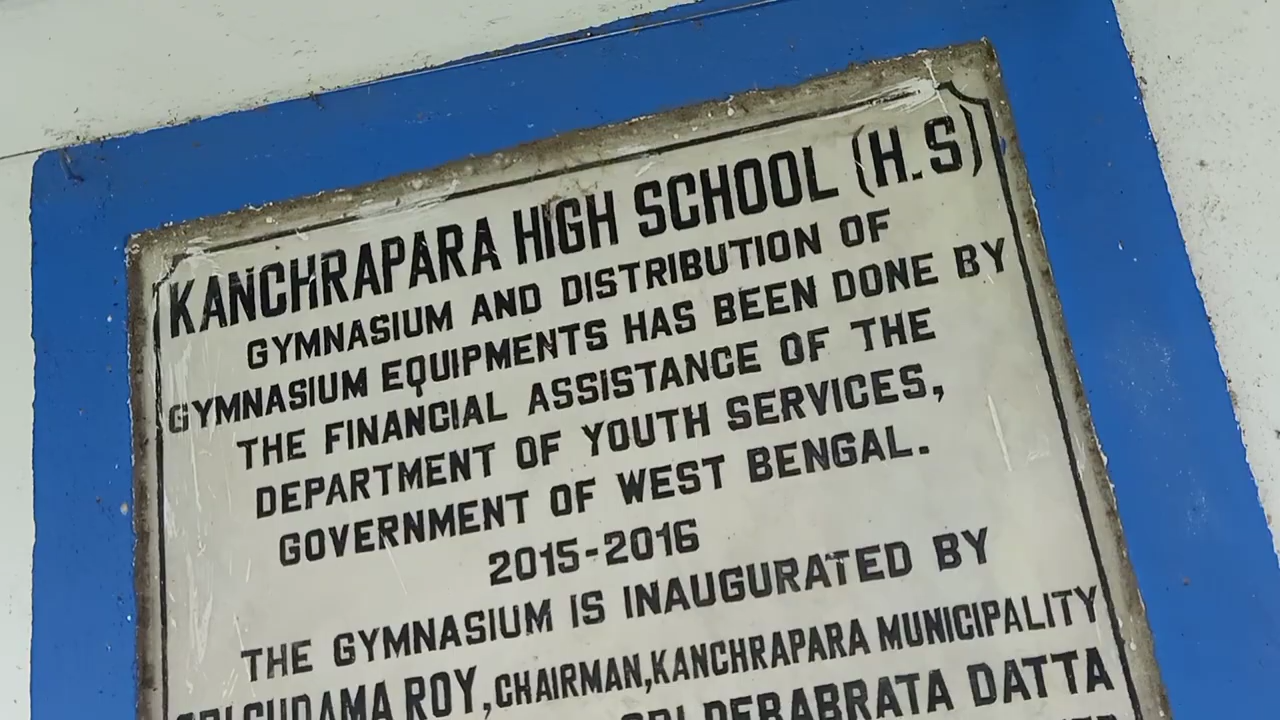 KANCHRAPARA HIGH SCHOOL (H.S)
GYMNASIUM AND DISTRIBUTION OF
GYMNASIUM EQUIPMENTS HAS BEEN DONE BY
THE FINANCIAL ASSISTANCE OF THE
DEPARTMENT OF YOUTH SERVICES,
GOVERNMENT OF WEST BENGAL.
2015-2016
THE GYMNASIUM IS INAUGURATED BY
SRI SUDAMA ROY, CHAIRMAN, KANCHRAPARA MUNICIPALITY
SRI DEBABRATA DATTA